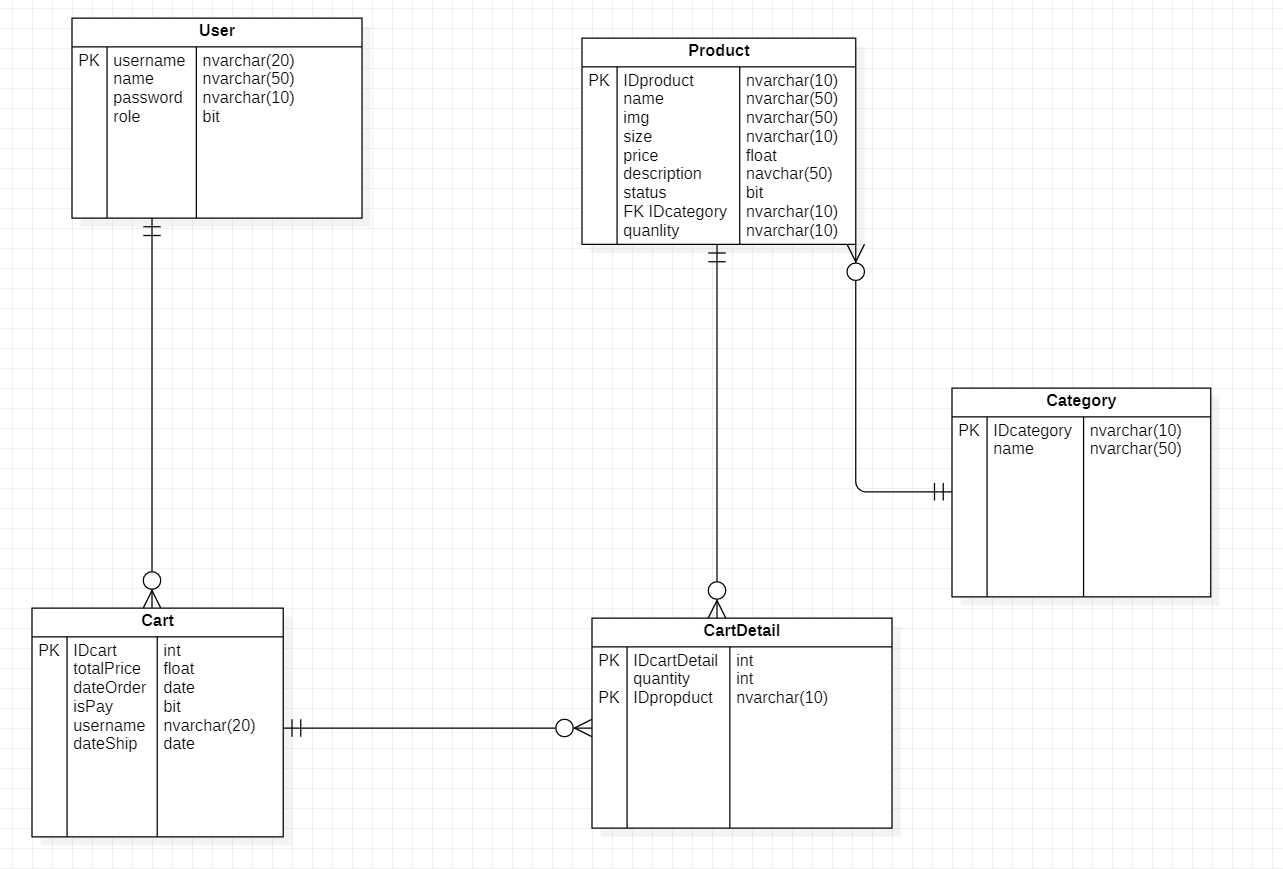 User
PK username nvarchar(20)
name nvarchar(50)
password nvarchar(10)
role bit
Product
PK IDproduct nvarchar(10)
name nvarchar(50)
img nvarchar(50)
size nvarchar(10)
price float
description navchar(50)
status bit
FK IDcategory nvarchar(10)
quanlity nvarchar(10)
Category
PK IDcategory nvarchar(10)
name nvarchar(50)
Cart
PK IDcart int
totalPrice float
dateOrder date
isPay bit
username nvarchar(20)
dateShip date
CartDetail
PK IDcartDetail int
quantity int
PK IDpropduct nvarchar(10)